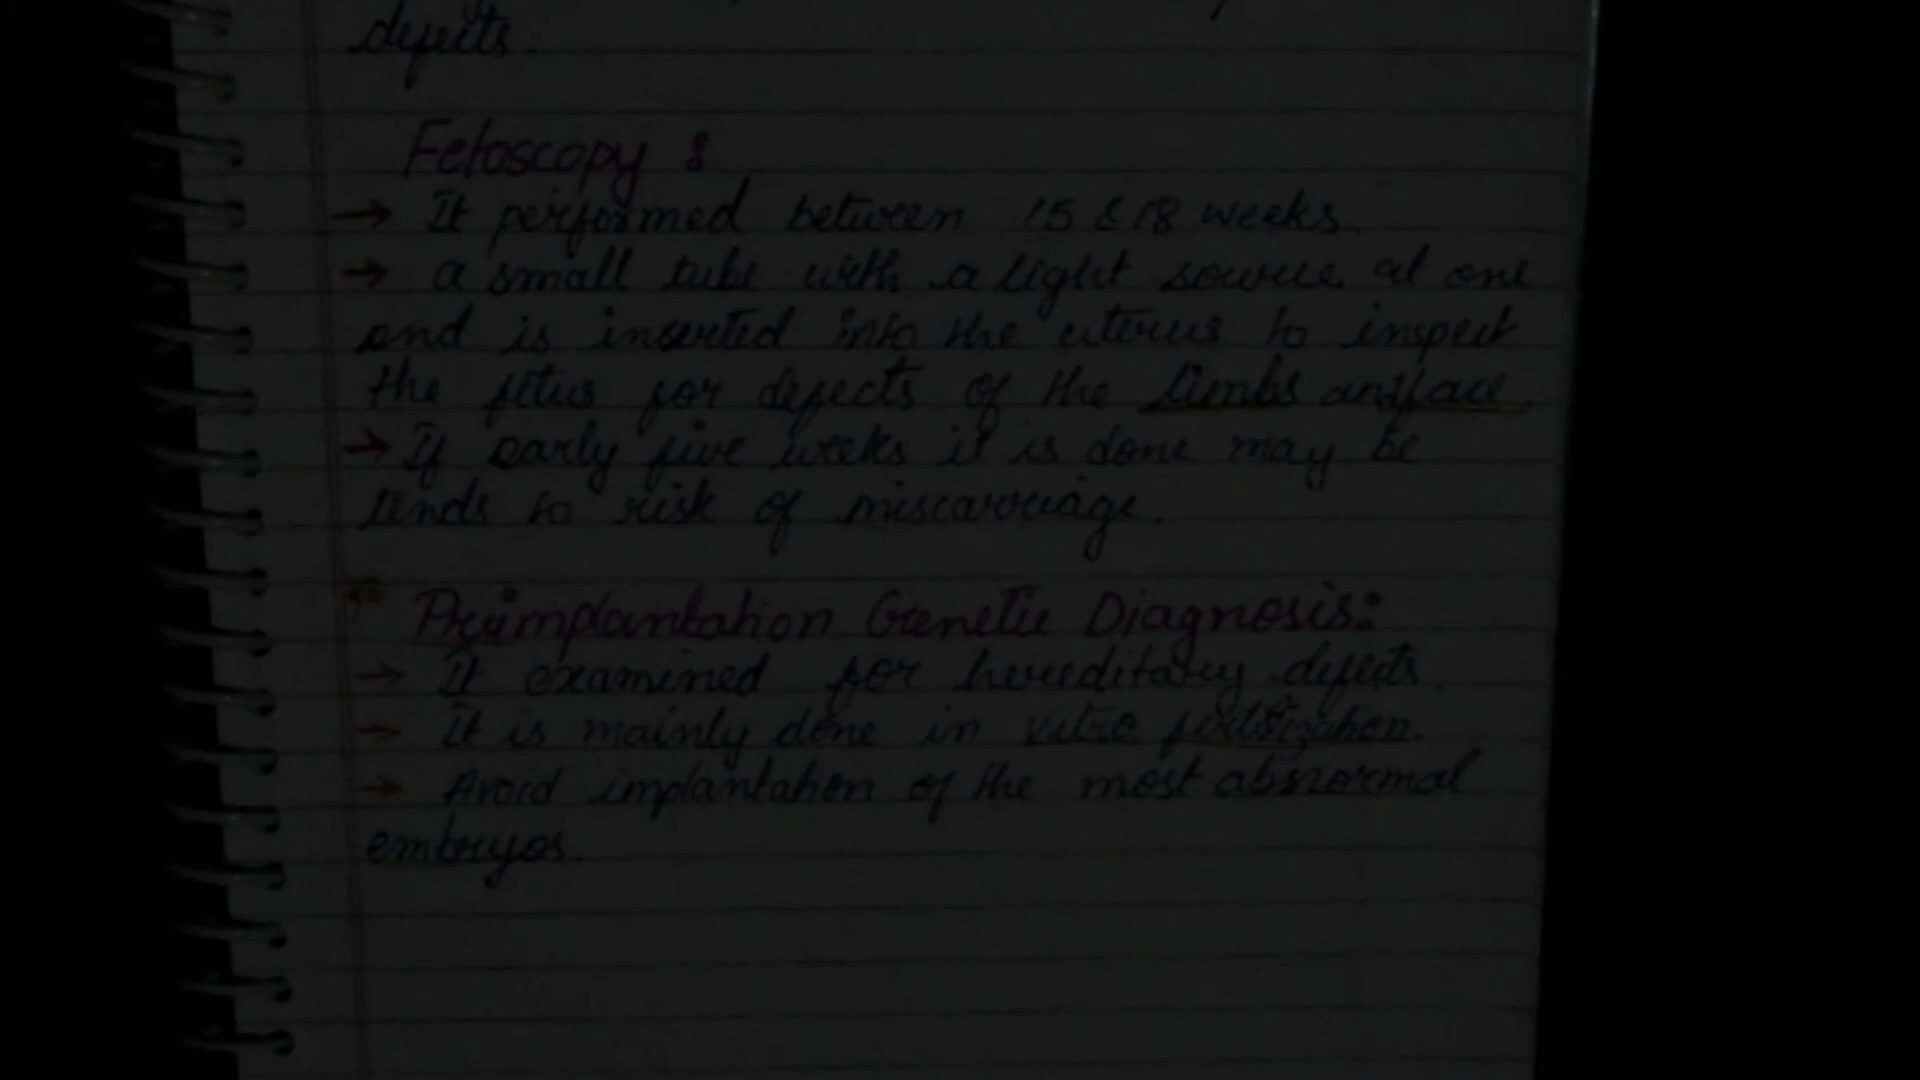 defects.
Fetoscopy :
→ It performed between 15 & 18 weeks.
→ a small tube with a light source at one
end is inserted into the uterus to inspect
the fetus for defects of the limbs and face.
→ If early five weeks it is done may be
tends to risk of miscarriage.
Preimplantation Genetic Diagnosis:
→ It examined for hereditary defects
→ It is mainly done in vitro fertilization.
→ Avoid implantation of the most abnormal
embryos.